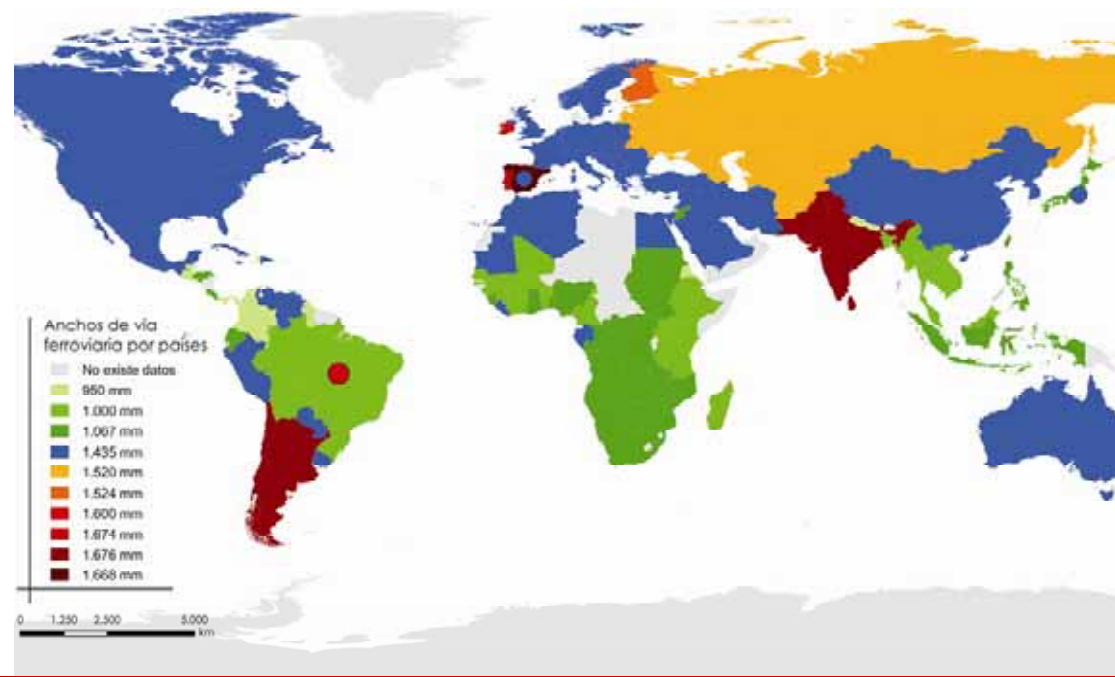 Anchos de vía
ferroviaria por países
No existe datos
950 mm
1.000 mm
1.067 mm
1.435 mm
1.520 mm
1.524 mm
1.600 mm
1.674 mm
1.676 mm
1.668 mm
0 1.250 2.500 5.000
km